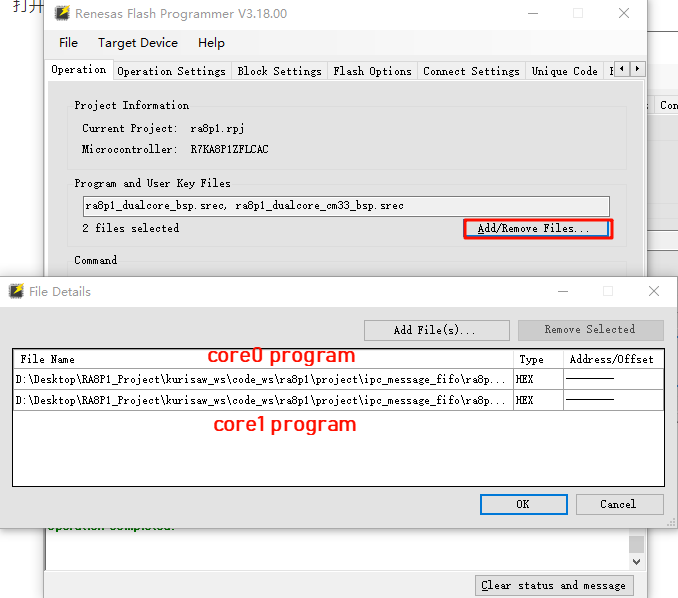 打开
Renesas Flash Programmer V3.18.00
File Target Device Help
Operation Operation Settings Block Settings Flash Options Connect Settings Unique Code
Project Information
Current Project: ra8p1.rpj
Microcontroller: R7KA8P1ZFLCAC
Program and User Key Files
ra8p1_dualcore_bsp.srec, ra8p1_dualcore_cm33_bsp.srec
2 files selected Add/Remove Files...
Command
File Details
Add File(s)... Remove Selected
File Name Type Address/Offset
core0 program
D:\Desktop\RA8P1_Project\kurisaw_ws\code_ws\ra8p1\project\ipc_message_fifo\ra8p... HEX
D:\Desktop\RA8P1_Project\kurisaw_ws\code_ws\ra8p1\project\ipc_message_fifo\ra8p... HEX
core1 program
OK Cancel
Operation completed.
Clear status and message